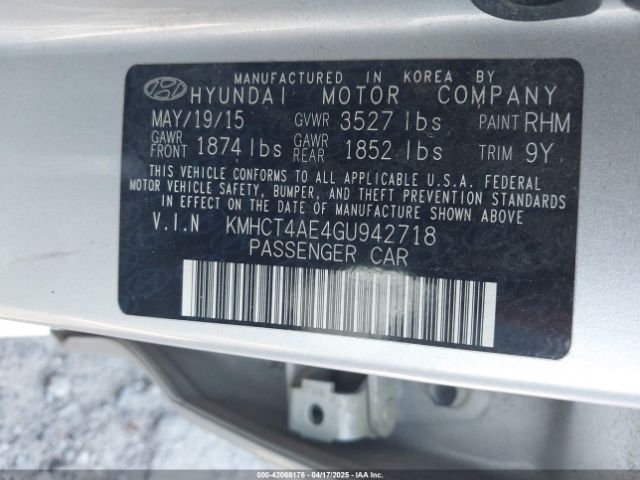 MANUFACTURED IN KOREA BY
HYUNDAI MOTOR COMPANY
MAY/19/15 GVWR 3527 lbs PAINT RHM
GAWR FRONT 1874 lbs GAWR REAR 1852 lbs TRIM 9Y
THIS VEHICLE CONFORMS TO ALL APPLICABLE U.S.A. FEDERAL
MOTOR VEHICLE SAFETY, BUMPER, AND THEFT PREVENTION STANDARDS
IN EFFECT ON THE DATE OF MANUFACTURE SHOWN ABOVE.
V.I.N KMHCT4AE4GU942718
PASSENGER CAR
000-42066176 - 04/17/2025 - WWW.IAAI.COM